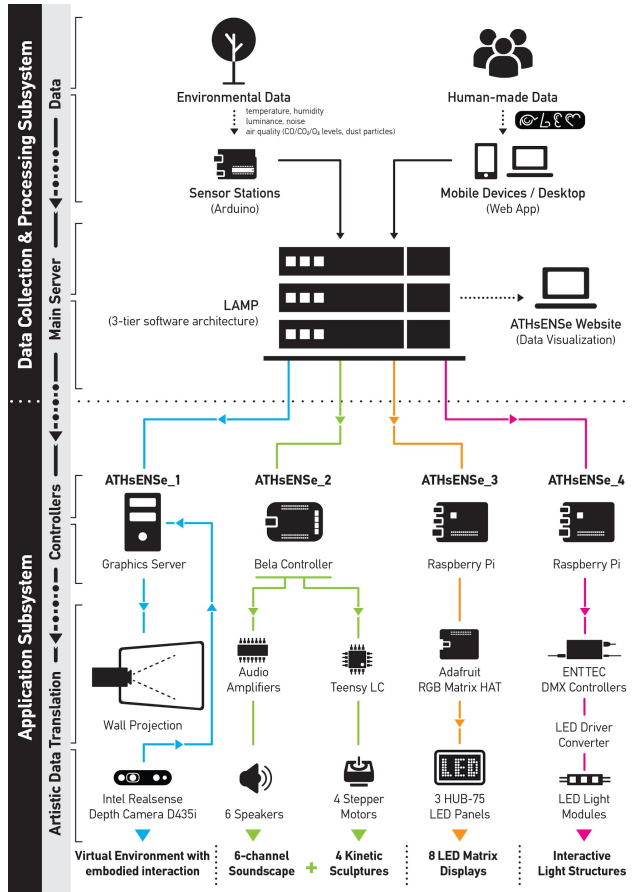 Data Collection & Processing Subsystem
Data
Main Server
Environmental Data
temperature, humidity
luminance, noise
air quality (CO/CO₂/O₃ levels, dust particles)
Human-made Data
Sensor Stations
(Arduino)
Mobile Devices / Desktop
(Web App)
LAMP
(3-tier software architecture)
ATHsENSe Website
(Data Visualization)
Application Subsystem
Controllers
Artistic Data Translation
ATHsENSe_1
ATHsENSe_2
ATHsENSe_3
ATHsENSe_4
Graphics Server
Bela Controller
Raspberry Pi
Raspberry Pi
Wall Projection
Audio
Amplifiers
Teensy LC
Adafruit
RGB Matrix HAT
ENTTEC
DMX Controllers
LED Driver
Converter
LED
Intel Realsense
Depth Camera D435i
6 Speakers
4 Stepper
Motors
3 HUB-75
LED Panels
LED Light
Modules
Virtual Environment with
embodied interaction
6-channel
Soundscape
+
4 Kinetic
Sculptures
8 LED Matrix
Displays
Interactive
Light Structures